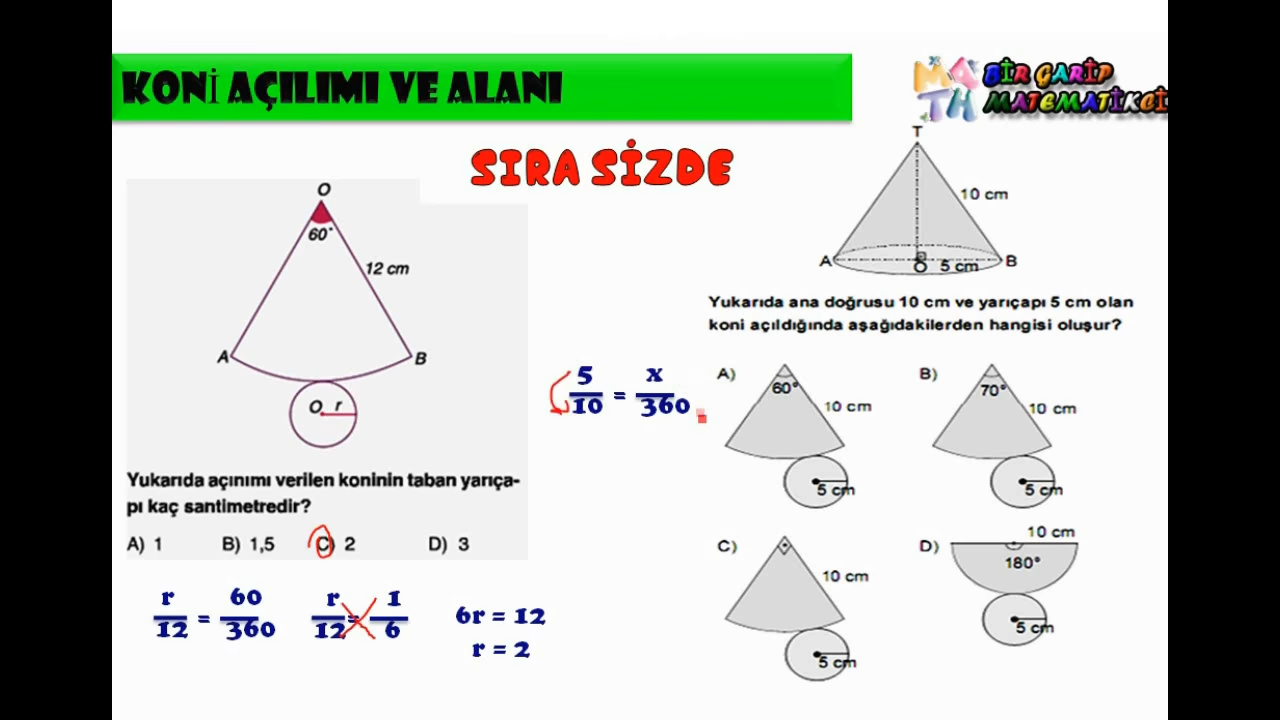 KONİ AÇILIMI VE ALANI
MATH
BİR GARİP
MATEMATİKCİ
SIRA SİZDE
O
60°
12 cm
A
B
O r
Yukarıda açınımı verilen koninin taban yarıça-
pı kaç santimetredir?
A) 1 B) 1,5 C) 2 D) 3
r/12 = 60/360
r/12 = 1/6
6r = 12
r = 2
5/10 = x/360
T
10 cm
A
O 5 cm
B
Yukarıda ana doğrusu 10 cm ve yarıçapı 5 cm olan
koni açıldığında aşağıdakilerden hangisi oluşur?
A)
60°
10 cm
5 cm
B)
70°
10 cm
5 cm
C)
10 cm
5 cm
D)
10 cm
180°
5 cm